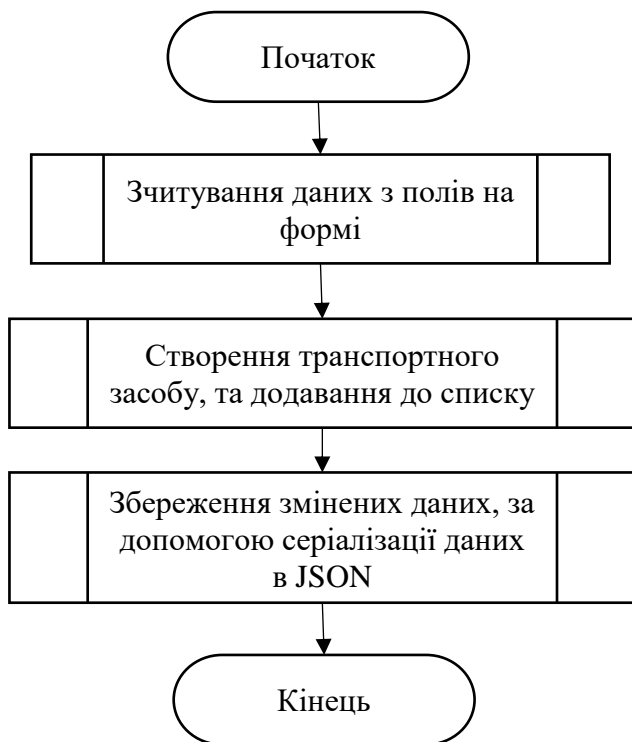 Початок
Зчитування даних з полів на
формі
Створення транспортного
засобу, та додавання до списку
Збереження змінених даних, за
допомогою серіалізації даних
в JSON
Кінець